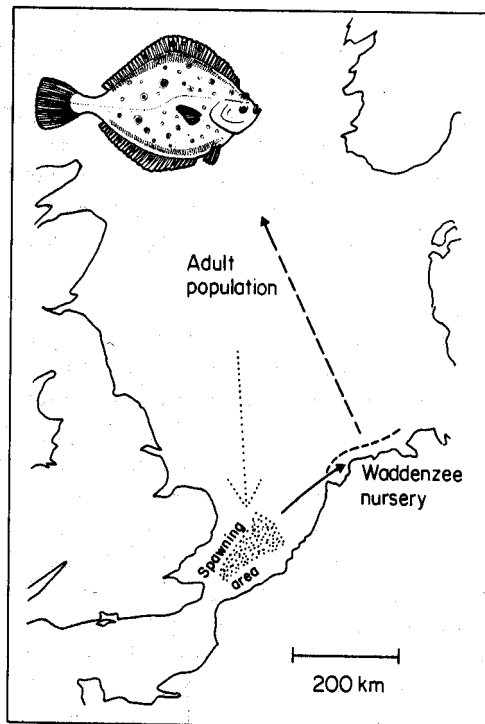 Adult
population
Waddenzee
nursery
Spawning
area
200 km